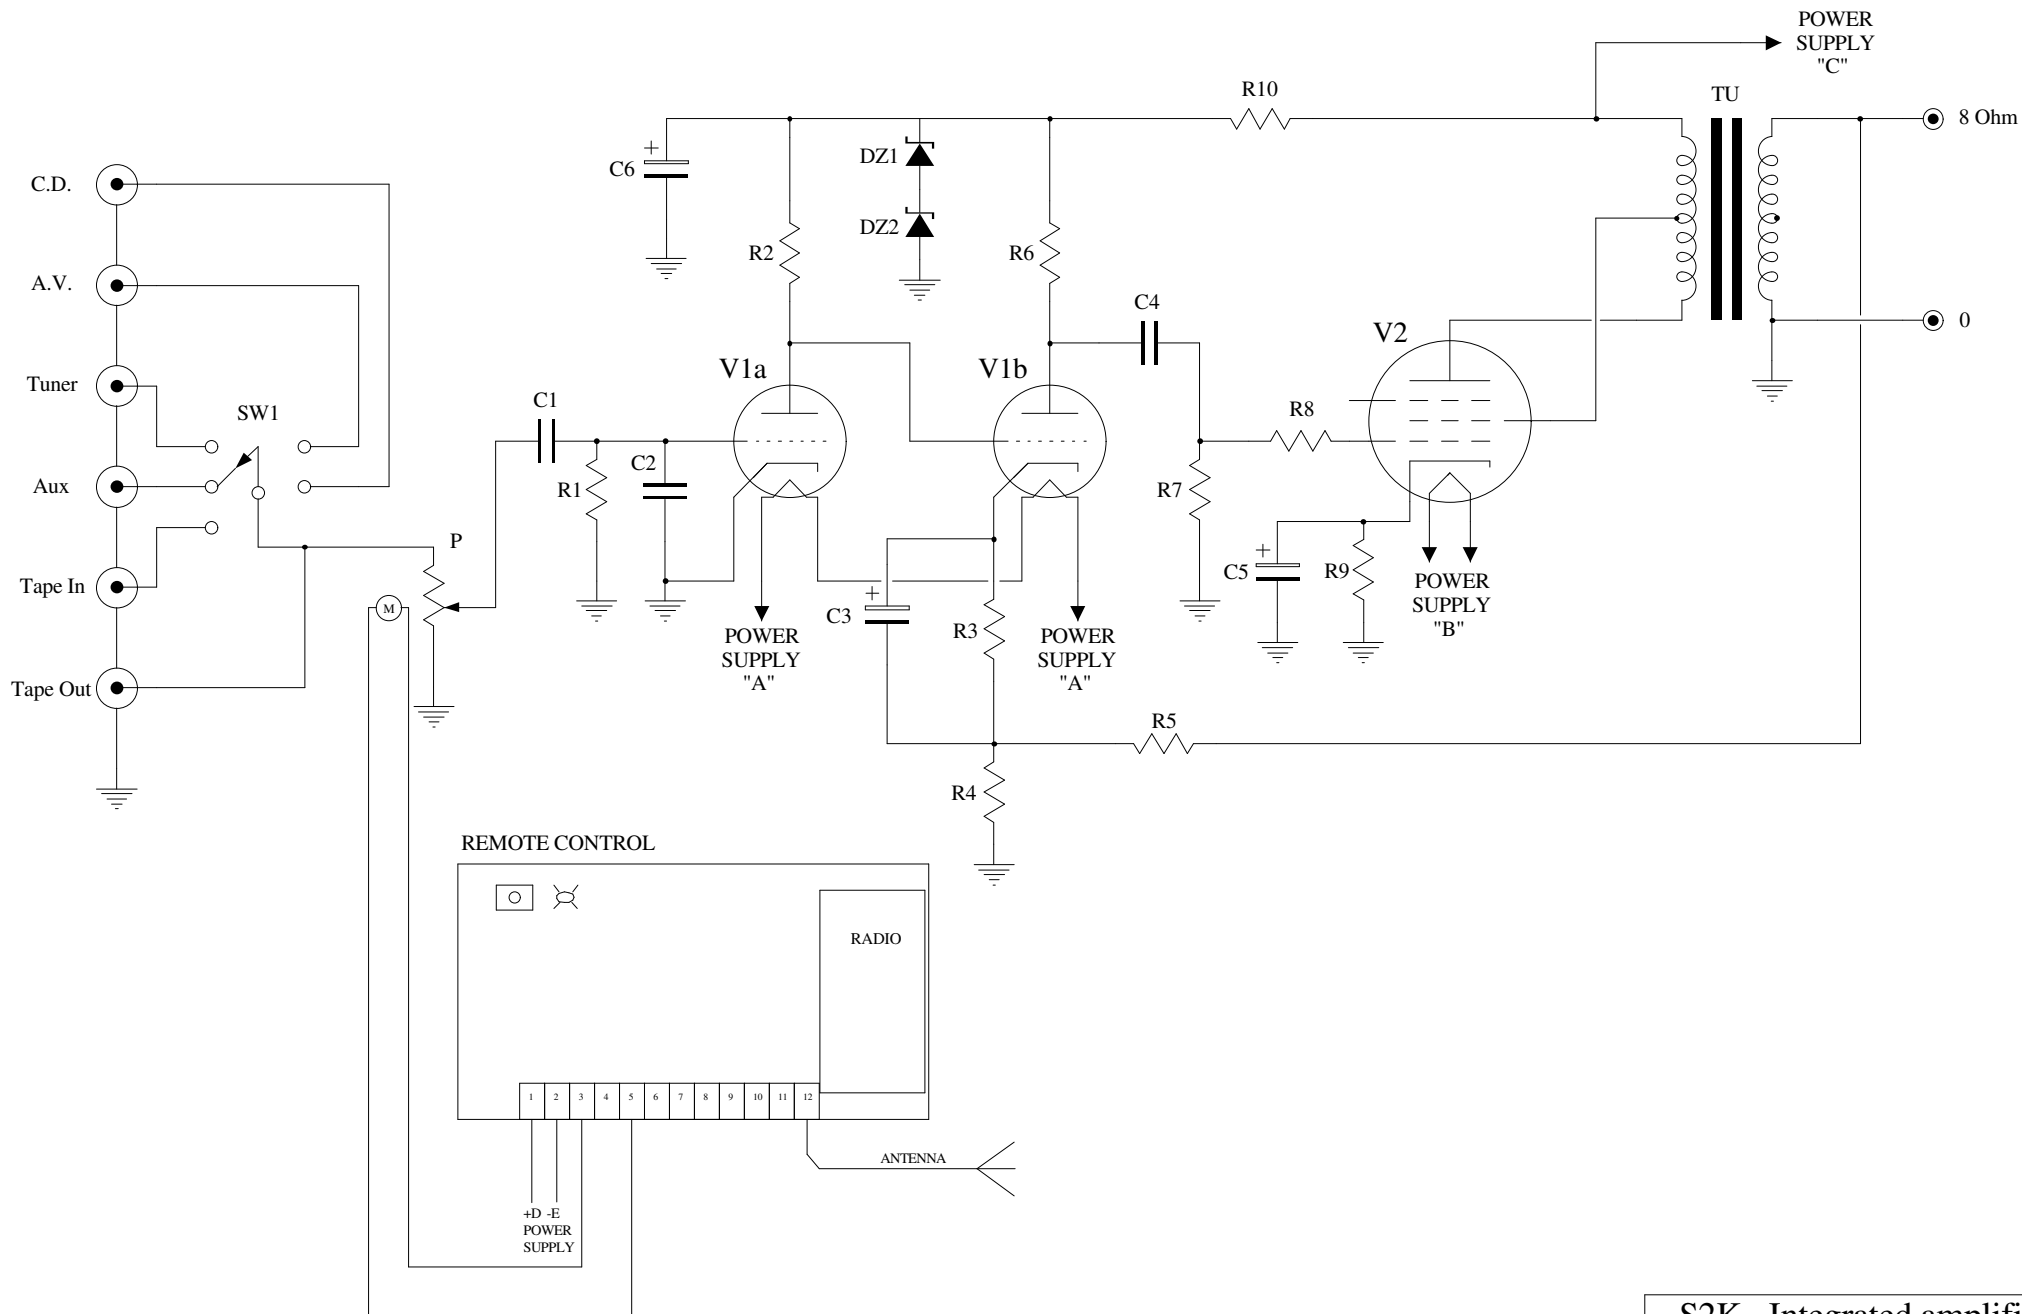 POWER
SUPPLY
"C"
R10
TU
8 Ohm
C.D.
C6
+
DZ1
DZ2
R2
R6
A.V.
C4
0
V2
Tuner
V1a
V1b
SW1
C1
R8
Aux
C2
R1
R7
P
+
C5
R9
POWER
SUPPLY
"B"
Tape In
M
+
C3
R3
POWER
SUPPLY
"A"
POWER
SUPPLY
"A"
Tape Out
R5
R4
REMOTE CONTROL
RADIO
1 2 3 4 5 6 7 8 9 10 11 12
ANTENNA
+D -E
POWER
SUPPLY